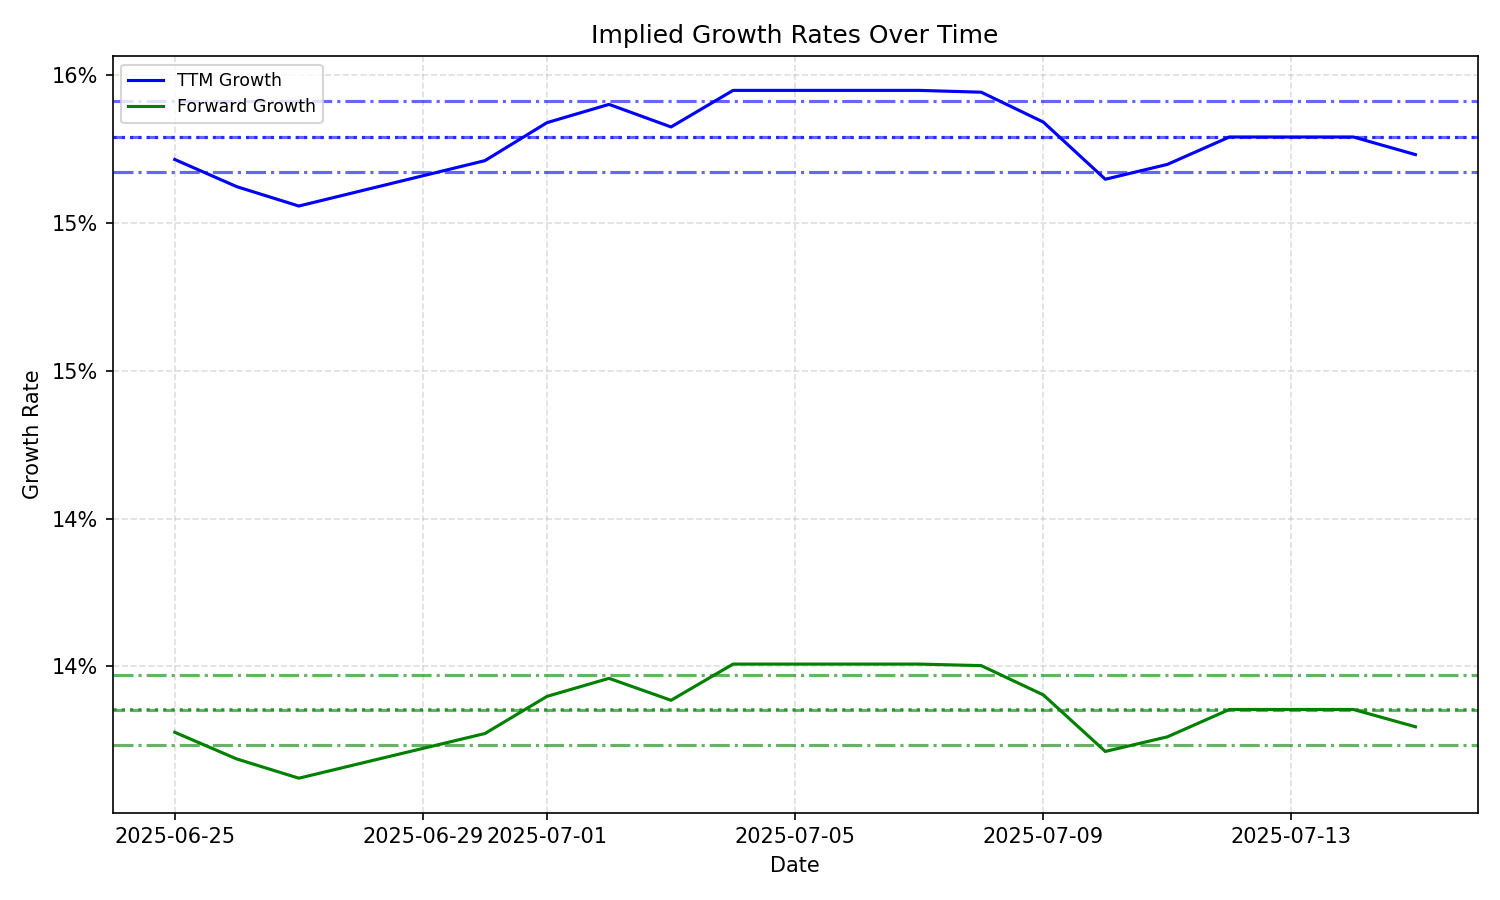 Implied Growth Rates Over Time
TTM Growth
Forward Growth
16%
15%
15%
14%
14%
Growth Rate
2025-06-25
2025-06-29
2025-07-01
2025-07-05
2025-07-09
2025-07-13
Date